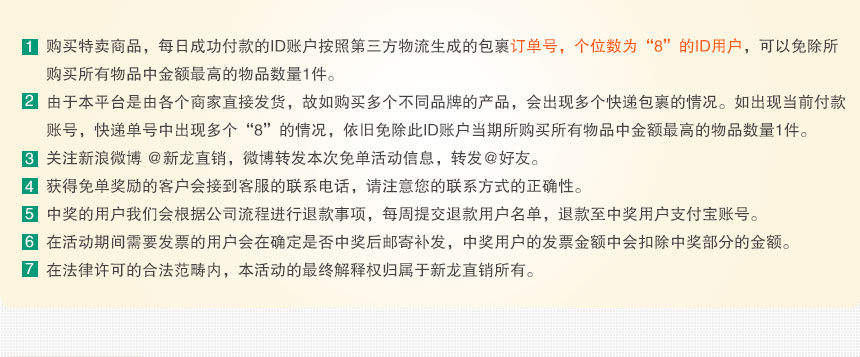 1 购买特卖商品，每日成功付款的ID账户按照第三方物流生成的包裹订单号，个位数为“8”的ID用户，可以免除所
购买所有物品中金额最高的物品数量1件。
2 由于本平台是由各个商家直接发货，故如购买多个不同品牌的产品，会出现多个快递包裹的情况。如出现当前付款
账号，快递单号中出现多个“8”的情况，依旧免除此ID账户当期所购买所有物品中金额最高的物品数量1件。
3 关注新浪微博 @新龙直销，微博转发本次免单活动信息，转发@好友。
4 获得免单奖励的客户会接到客服的联系电话，请注意您的联系方式的正确性。
5 中奖的用户我们会根据公司流程进行退款事项，每周提交退款用户名单，退款至中奖用户支付宝账号。
6 在活动期间需要发票的用户会在确定是否中奖后邮寄补发，中奖用户的发票金额中会扣除中奖部分的金额。
7 在法律许可的合法范畴内，本活动的最终解释权归属于新龙直销所有。